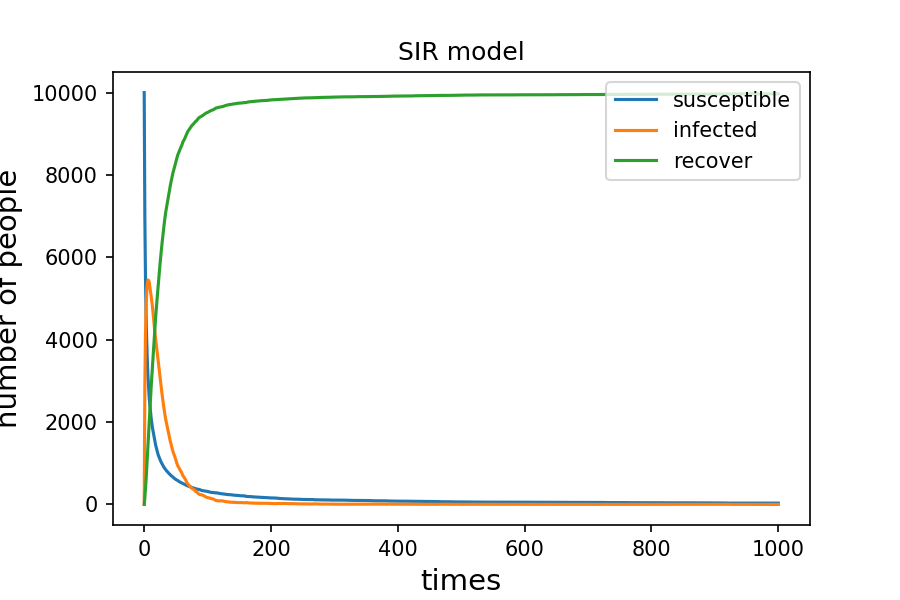 SIR model
10000
8000
6000
4000
2000
0
number of people
susceptible
infected
recover
0 200 400 600 800 1000
times